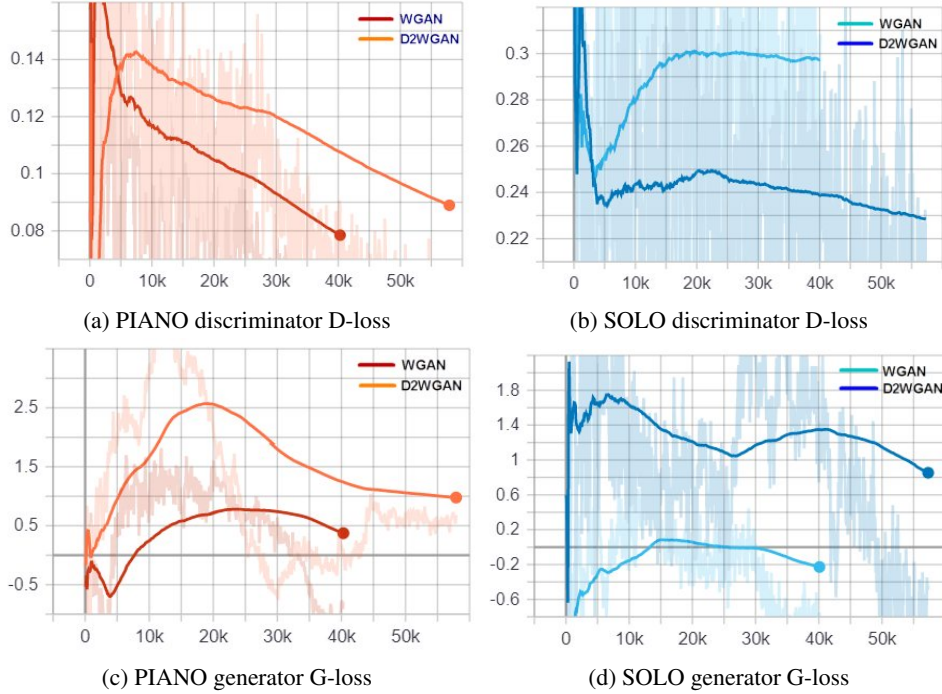 WGAN
D2WGAN
0.14
0.12
0.1
0.08
0 10k 20k 30k 40k 50k
(a) PIANO discriminator D-loss
WGAN
D2WGAN
0.3
0.28
0.26
0.24
0.22
0 10k 20k 30k 40k 50k
(b) SOLO discriminator D-loss
WGAN
D2WGAN
2.5
1.5
0.5
-0.5
0 10k 20k 30k 40k 50k
(c) PIANO generator G-loss
WGAN
D2WGAN
1.8
1.4
1
0.6
0.2
-0.2
-0.6
0 10k 20k 30k 40k 50k
(d) SOLO generator G-loss